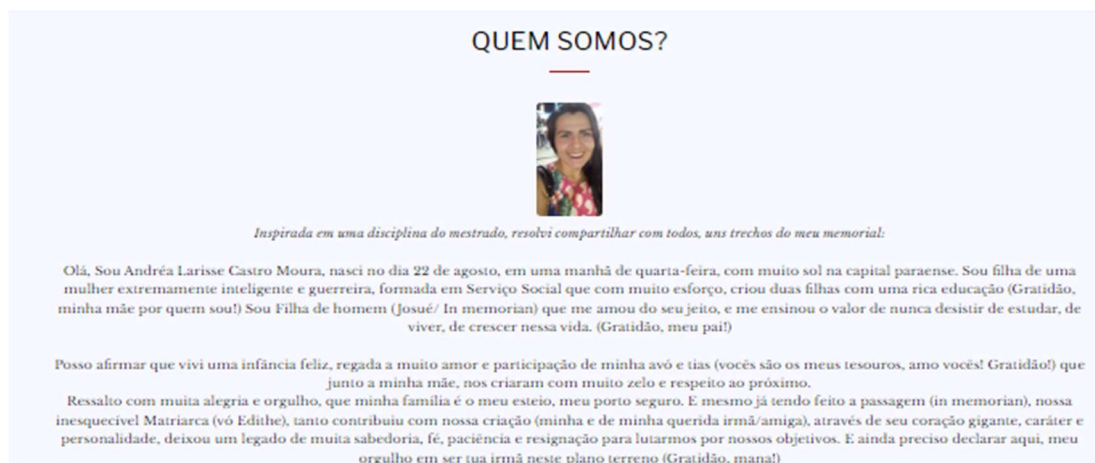 QUEM SOMOS?
Inspirada em uma disciplina do mestrado, resolvi compartilhar com todos, uns trechos do meu memorial:
Olá, Sou Andréa Larisse Castro Moura, nasci no dia 22 de agosto, em uma manhã de quarta-feira, com muito sol na capital paraense. Sou filha de uma
mulher extremamente inteligente e guerreira, formada em Serviço Social que com muito esforço, criou duas filhas com uma rica educação (Gratidão,
minha mãe por quem sou!) Sou Filha de homem (Josué/ In memorian) que me amou do seu jeito, e me ensinou o valor de nunca desistir de estudar, de
viver, de crescer nessa vida. (Gratidão, meu pai!)
Posso afirmar que vivi uma infância feliz, regada a muito amor e participação de minha avó e tias (vocês são os meus tesouros, amo vocês! Gratidão!) que
junto a minha mãe, nos criaram com muito zelo e respeito ao próximo.
Ressalto com muita alegria e orgulho, que minha família é o meu esteio, meu porto seguro. E mesmo já tendo feito a passagem (in memorian), nossa
inesquecível Matriarca (vó Edithe), tanto contribuiu com nossa criação (minha e de minha querida irmã/amiga), através de seu coração gigante, caráter e
personalidade, deixou um legado de muita sabedoria, fé, paciência e resignação para lutarmos por nossos objetivos. E ainda preciso declarar aqui, meu
orgulho em ser tua irmã neste plano terreno (Gratidão, mana!)